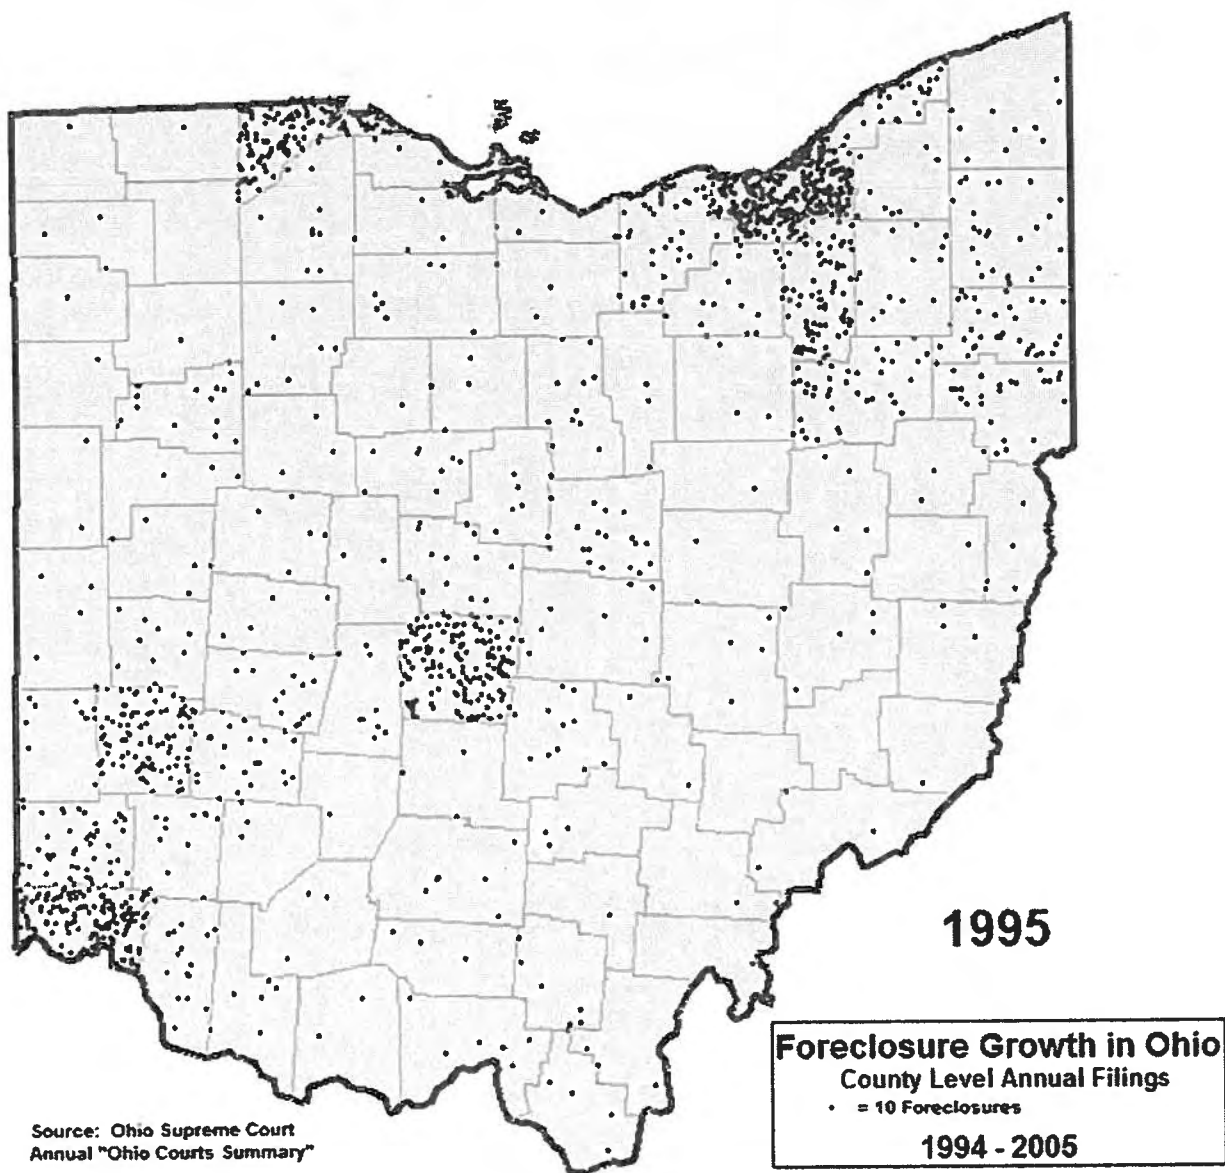 1995
Foreclosure Growth in Ohio
County Level Annual Filings
• = 10 Foreclosures
1994 - 2005
Source: Ohio Supreme Court
Annual "Ohio Courts Summary"